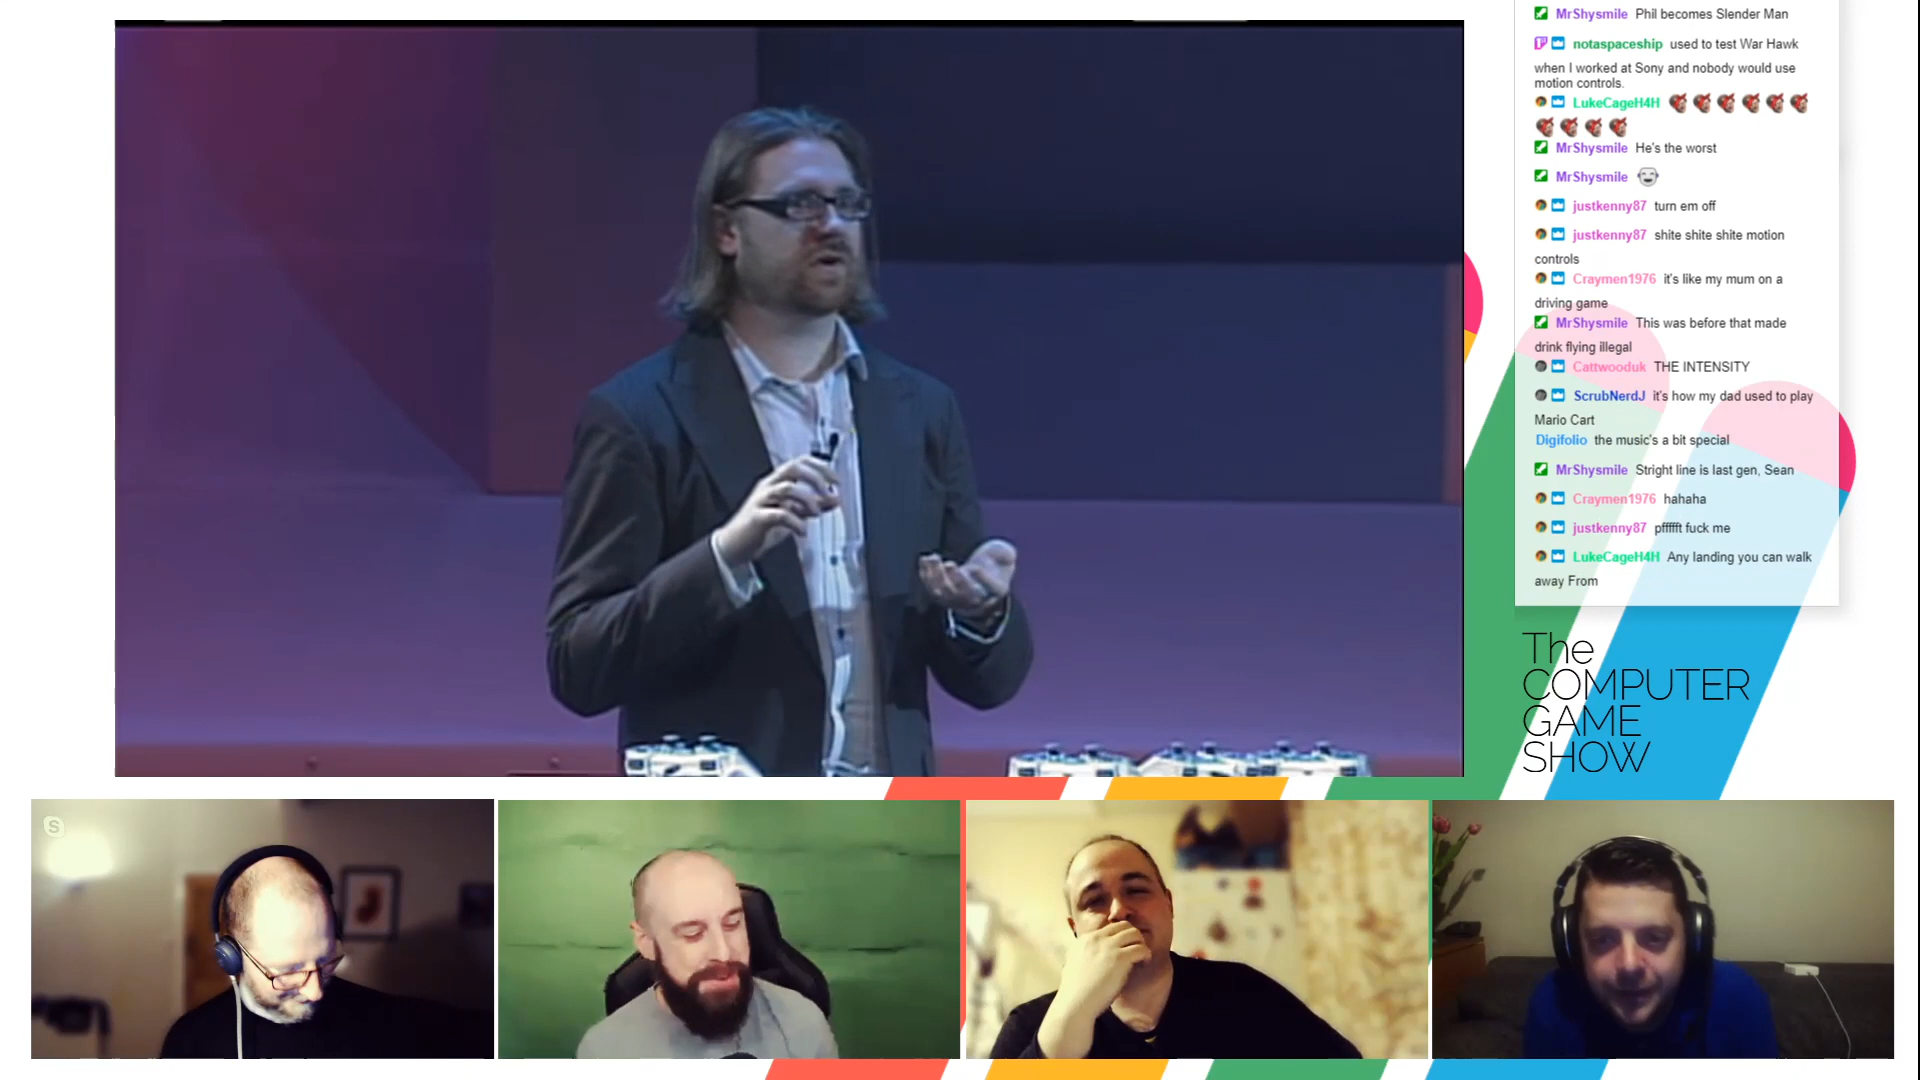 MrShysmile Phil becomes Slender Man
notaspaceship used to test War Hawk
when I worked at Sony and nobody would use
motion controls.
LukeCageH4H
MrShysmile He's the worst
MrShysmile
justkenny87 turn em off
justkenny87 shite shite shite motion
controls
Craymen1976 it's like my mum on a
driving game
MrShysmile This was before that made
drink flying illegal
Cattwooduk THE INTENSITY
ScrubNerdJ it's how my dad used to play
Mario Cart
Digifolio the music's a bit special
MrShysmile Stright line is last gen, Sean
Craymen1976 hahaha
justkenny87 pffffft fuck me
LukeCageH4H Any landing you can walk
away From
The
COMPUTER
GAME
SHOW
S